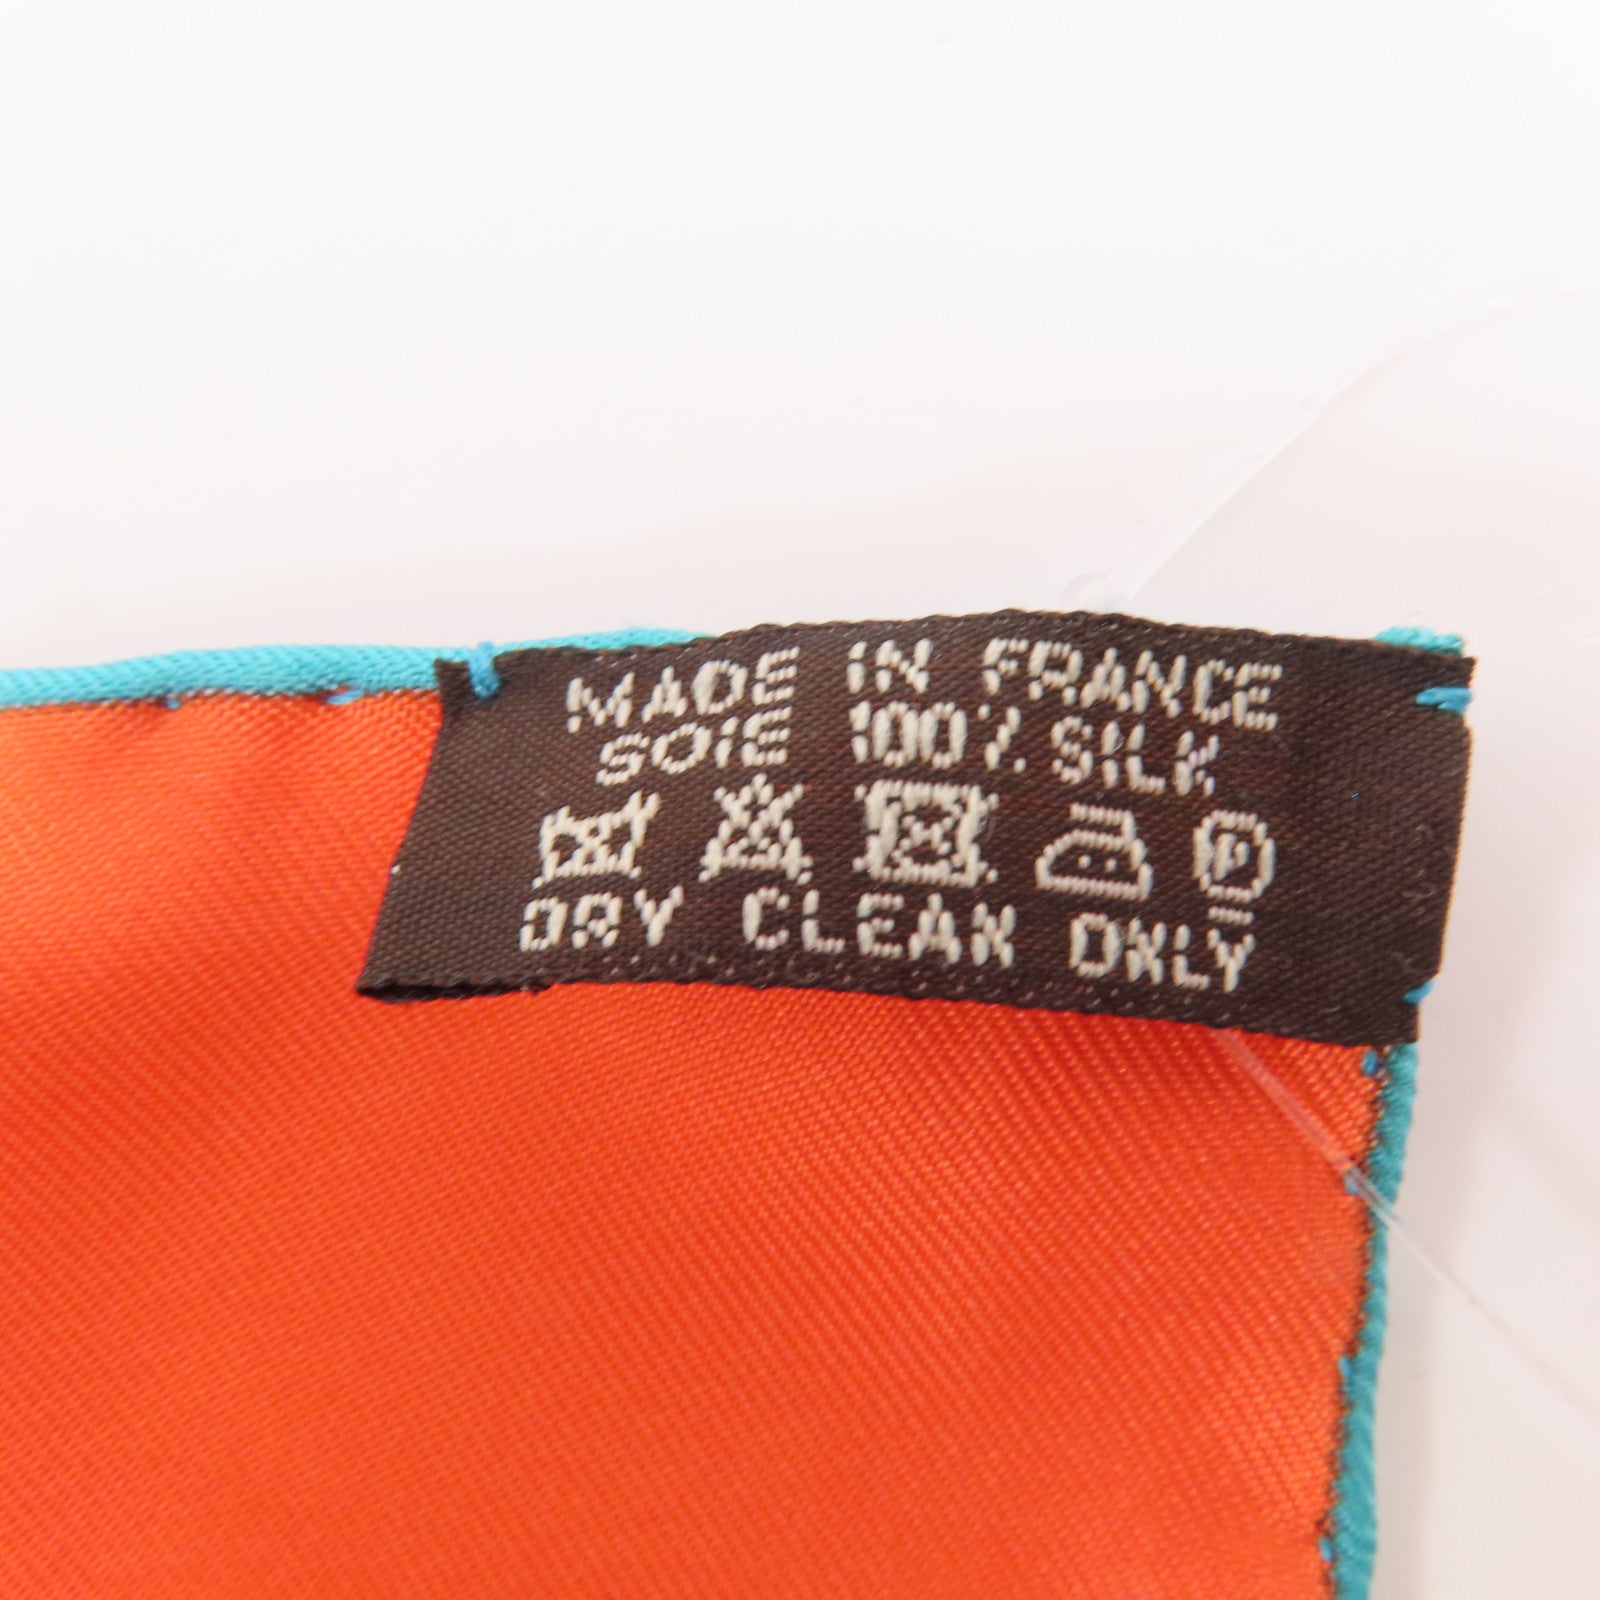 MADE IN FRANCE
SOIE 100% SILK
P
DRY CLEAN ONLY